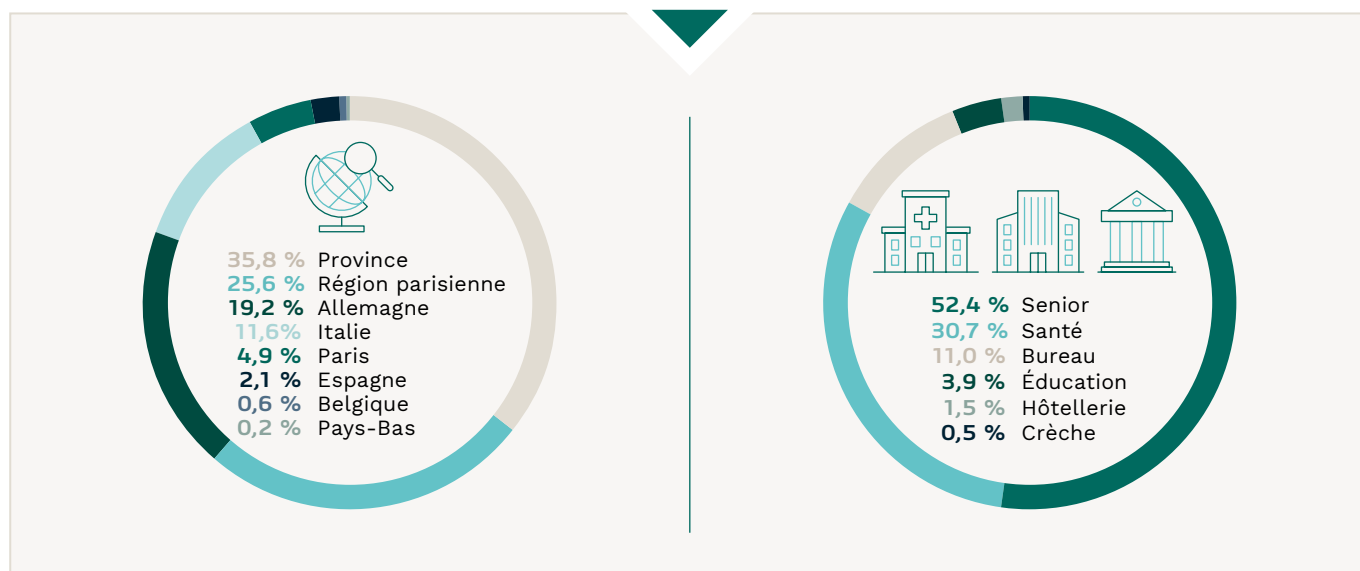 35,8 % Province
25,6 % Région parisienne
19,2 % Allemagne
11,6% Italie
4,9 % Paris
2,1 % Espagne
0,6 % Belgique
0,2 % Pays-Bas
52,4 % Senior
30,7 % Santé
11,0 % Bureau
3,9 % Éducation
1,5 % Hôtellerie
0,5 % Crèche